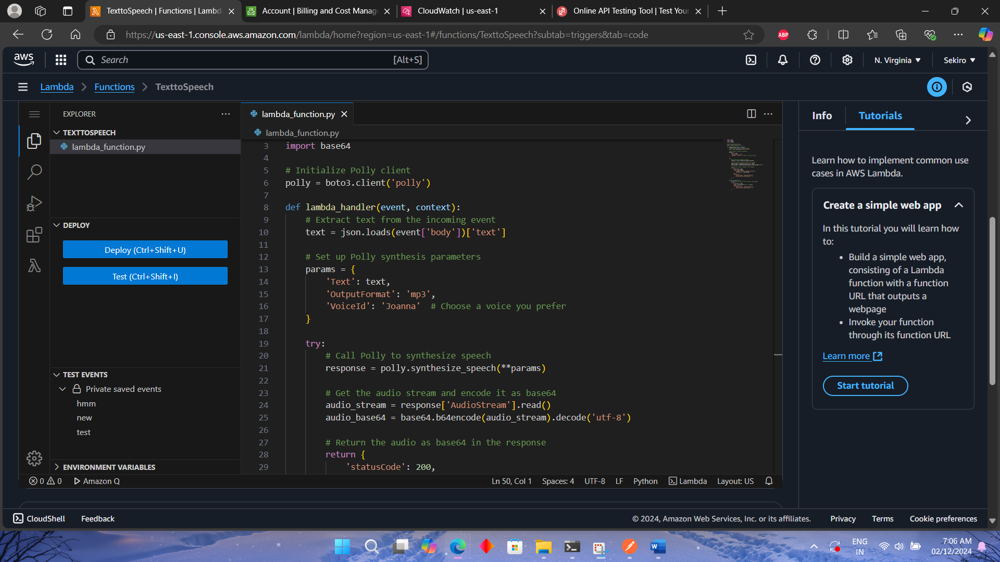 TexttoSpeech | Functions | Lambd
Account | Billing and Cost Manag
CloudWatch | us-east-1
Online API Testing Tool | Test Your
https://us-east-1.console.aws.amazon.com/lambda/home?region=us-east-1#/functions/TexttoSpeech?subtab=triggers&tab=code
ABP
aws
Search
[Alt+S]
N. Virginia
Sekiro
Lambda
Functions
TexttoSpeech
EXPLORER
TEXTTOSPEECH
lambda_function.py
DEPLOY
Deploy (Ctrl+Shift+U)
Test (Ctrl+Shift+I)
TEST EVENTS
Private saved events
hmm
new
test
ENVIRONMENT VARIABLES
lambda_function.py
lambda_function.py
3 import base64
4
5 # Initialize Polly client
6 polly = boto3.client('polly')
7
8 def lambda_handler(event, context):
9 # Extract text from the incoming event
10 text = json.loads(event['body'])['text']
11
12 # Set up Polly synthesis parameters
13 params = {
14 'Text': text,
15 'OutputFormat': 'mp3',
16 'VoiceId': 'Joanna'  # Choose a voice you prefer
17 }
18
19 try:
20 # Call Polly to synthesize speech
21 response = polly.synthesize_speech(**params)
22
23 # Get the audio stream and encode it as base64
24 audio_stream = response['AudioStream'].read()
25 audio_base64 = base64.b64encode(audio_stream).decode('utf-8')
26
27 # Return the audio as base64 in the response
28 return {
29 'statusCode': 200,
0 0 Amazon Q
Ln 50, Col 1 Spaces: 4 UTF-8 LF Python Lambda Layout: US
Info
Tutorials
Learn how to implement common use
cases in AWS Lambda.
Create a simple web app
In this tutorial you will learn how
to:
• Build a simple web app,
consisting of a Lambda
function with a function
URL that outputs a
webpage
• Invoke your function
through its function URL
Learn more
Start tutorial
CloudShell
Feedback
© 2024, Amazon Web Services, Inc. or its affiliates.
Privacy
Terms
Cookie preferences
ENG
IN
7:06 AM
02/12/2024